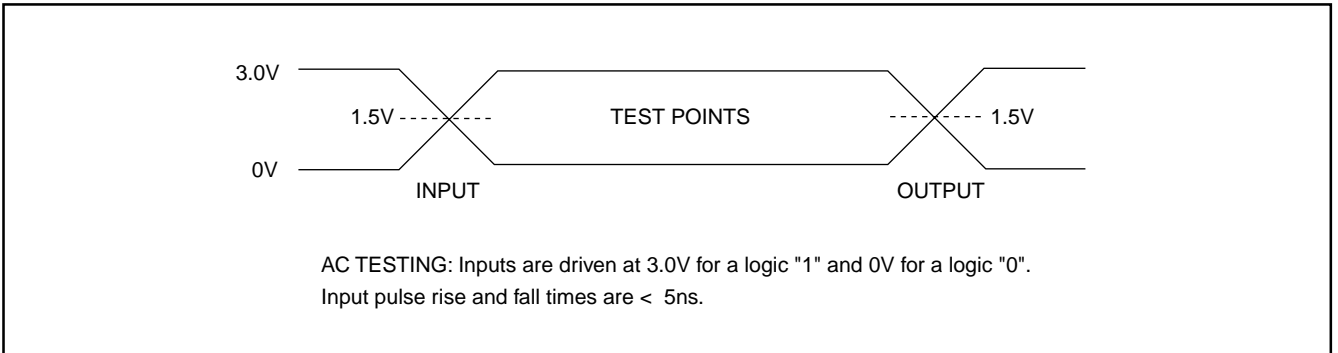 3.0V
1.5V
TEST POINTS
1.5V
0V
INPUT
OUTPUT
AC TESTING: Inputs are driven at 3.0V for a logic "1" and 0V for a logic "0".
Input pulse rise and fall times are < 5ns.